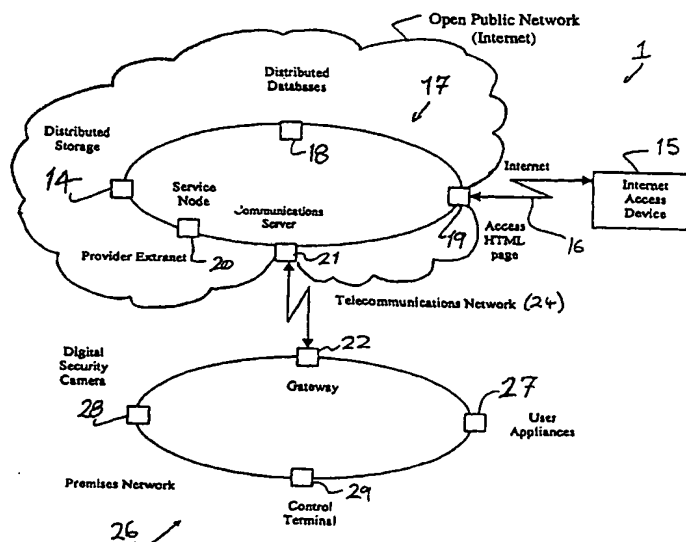 Open Public Network
(Internet)
1
Distributed
Databases
17
Distributed
Storage
18
15
14
Internet
Internet
Access
Device
Service
Node
Communications
Server
19
Access
HTML
page
16
Provider Extranet
20
21
Telecommunications Network (24)
22
Digital
Security
Camera
Gateway
27
28
User
Appliances
Premises Network
29
Control
Terminal
26